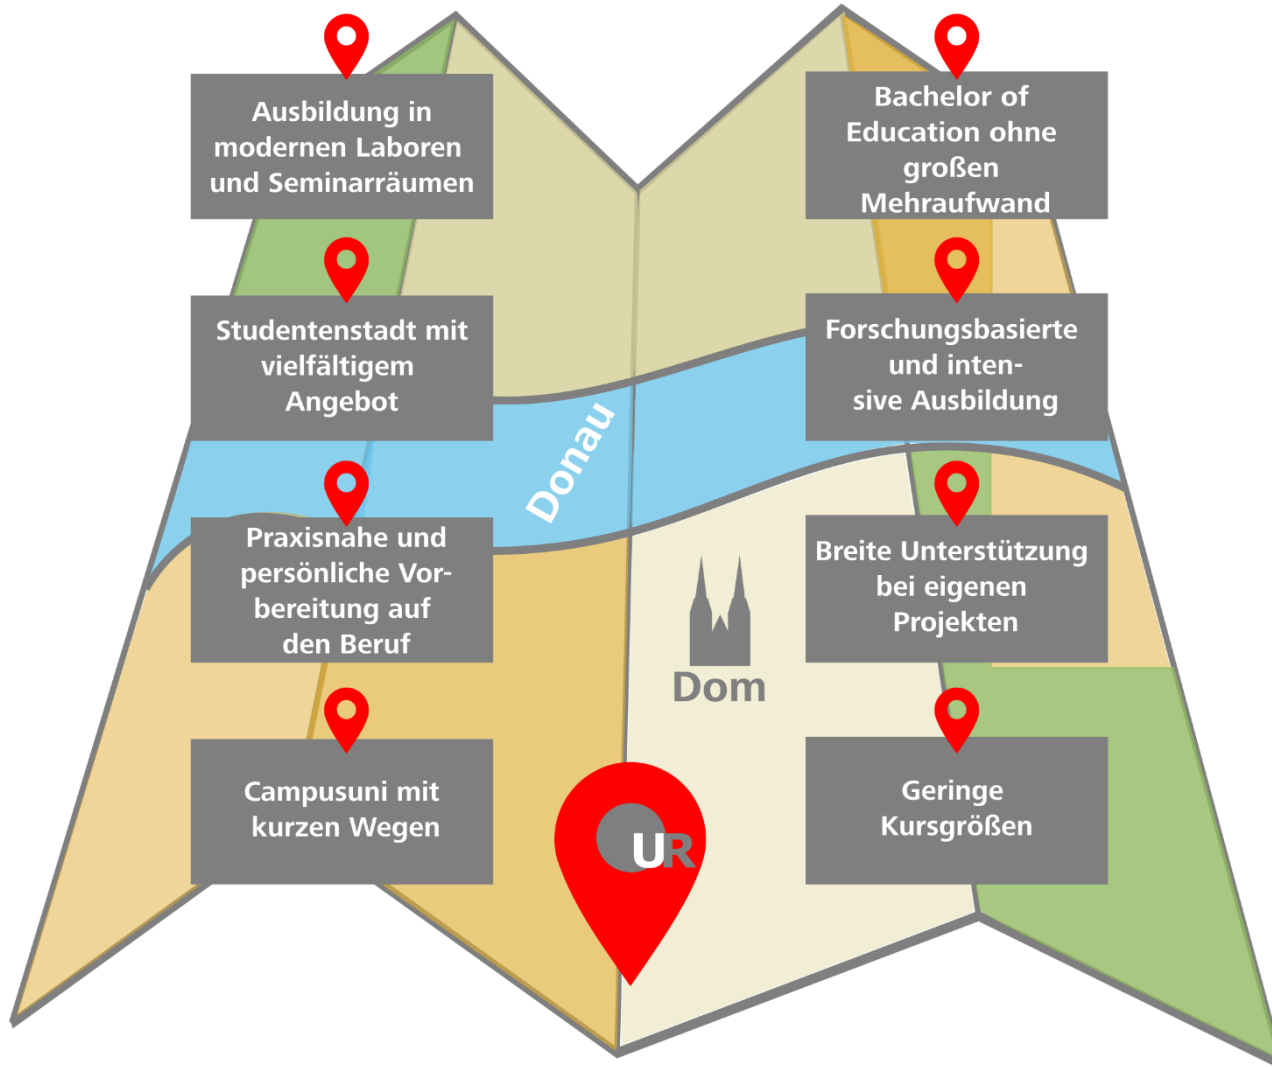 Ausbildung in
modernen Laboren
und Seminarräumen
Bachelor of
Education ohne
großen
Mehraufwand
Studentenstadt mit
vielfältigem
Angebot
Forschungsbasierte
und inten-
sive Ausbildung
Donau
Praxisnahe und
persönliche Vor-
bereitung auf
den Beruf
Breite Unterstützung
bei eigenen
Projekten
Dom
Campusuni mit
kurzen Wegen
Geringe
Kursgrößen
UR